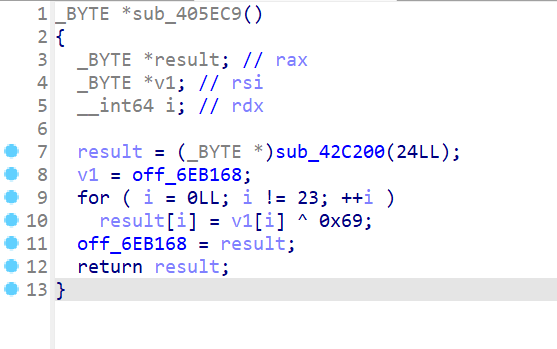 1 _BYTE *sub_405EC9()
2 {
3   _BYTE *result; // rax
4   _BYTE *v1; // rsi
5   __int64 i; // rdx
6
7   result = (_BYTE *)sub_42C200(24LL);
8   v1 = off_6EB168;
9   for ( i = 0LL; i != 23; ++i )
10     result[i] = v1[i] ^ 0x69;
11   off_6EB168 = result;
12   return result;
13 }